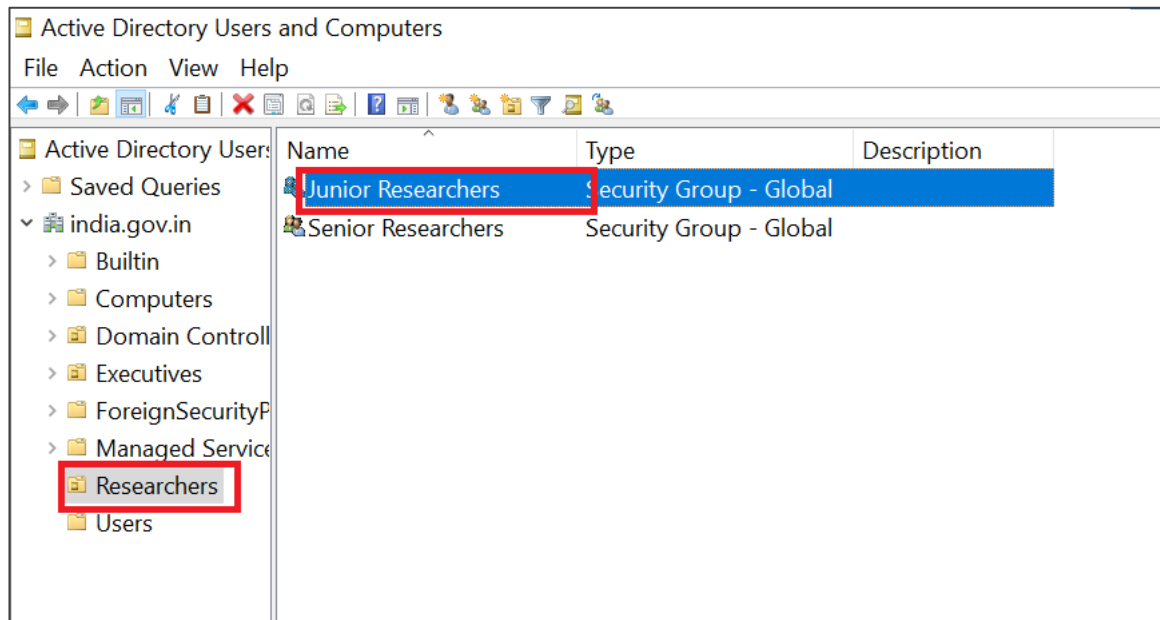 Active Directory Users and Computers
File Action View Help
Active Directory Users
Saved Queries
india.gov.in
Builtin
Computers
Domain Controll
Executives
ForeignSecurityP
Managed Service
Researchers
Users
Name Type Description
Junior Researchers Security Group - Global
Senior Researchers Security Group - Global